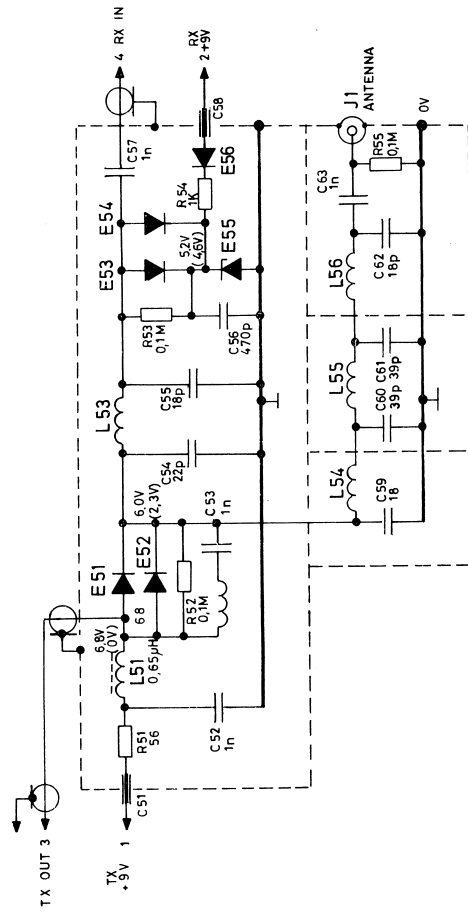 4 RX IN
C57
1n
RX
2 +9V
C58
E54
E56
R54
1K
E53
5,2V
(4,6V)
E55
R53
0,1M
C56
470p
L53
C55
18p
C54
22p
6,0V
(2,3V)
C53
1n
E51
E52
R52
0,1M
68
6,8V
(0V)
L51
0,65µH
R51
56
C52
1n
C51
TX OUT 3
TX
+9V 1
J1
ANTENNA
0V
C63
1n
R55
0,1M
L56
C62
18p
L55
C60
39p
C61
39p
L54
C59
18